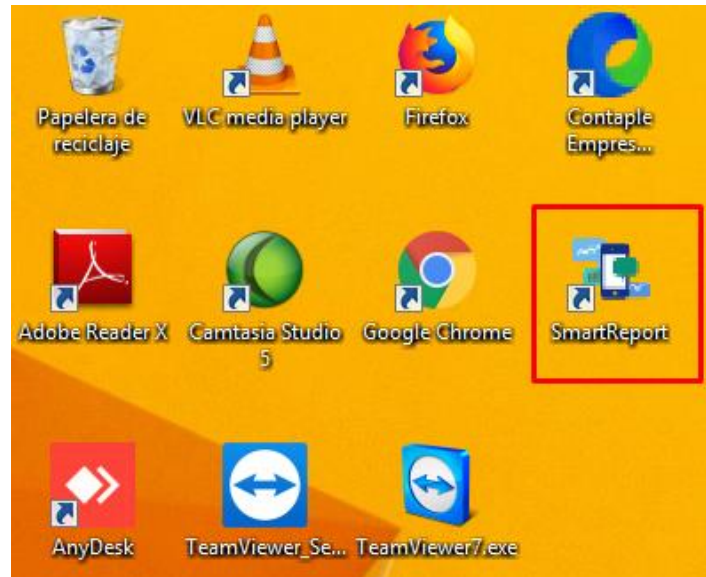 Papelera de
reciclaje
VLC media player
Firefox
Contaple
Empres...
Adobe Reader X
Camtasia Studio
5
Google Chrome
SmartReport
AnyDesk
TeamViewer_Se...
TeamViewer7.exe